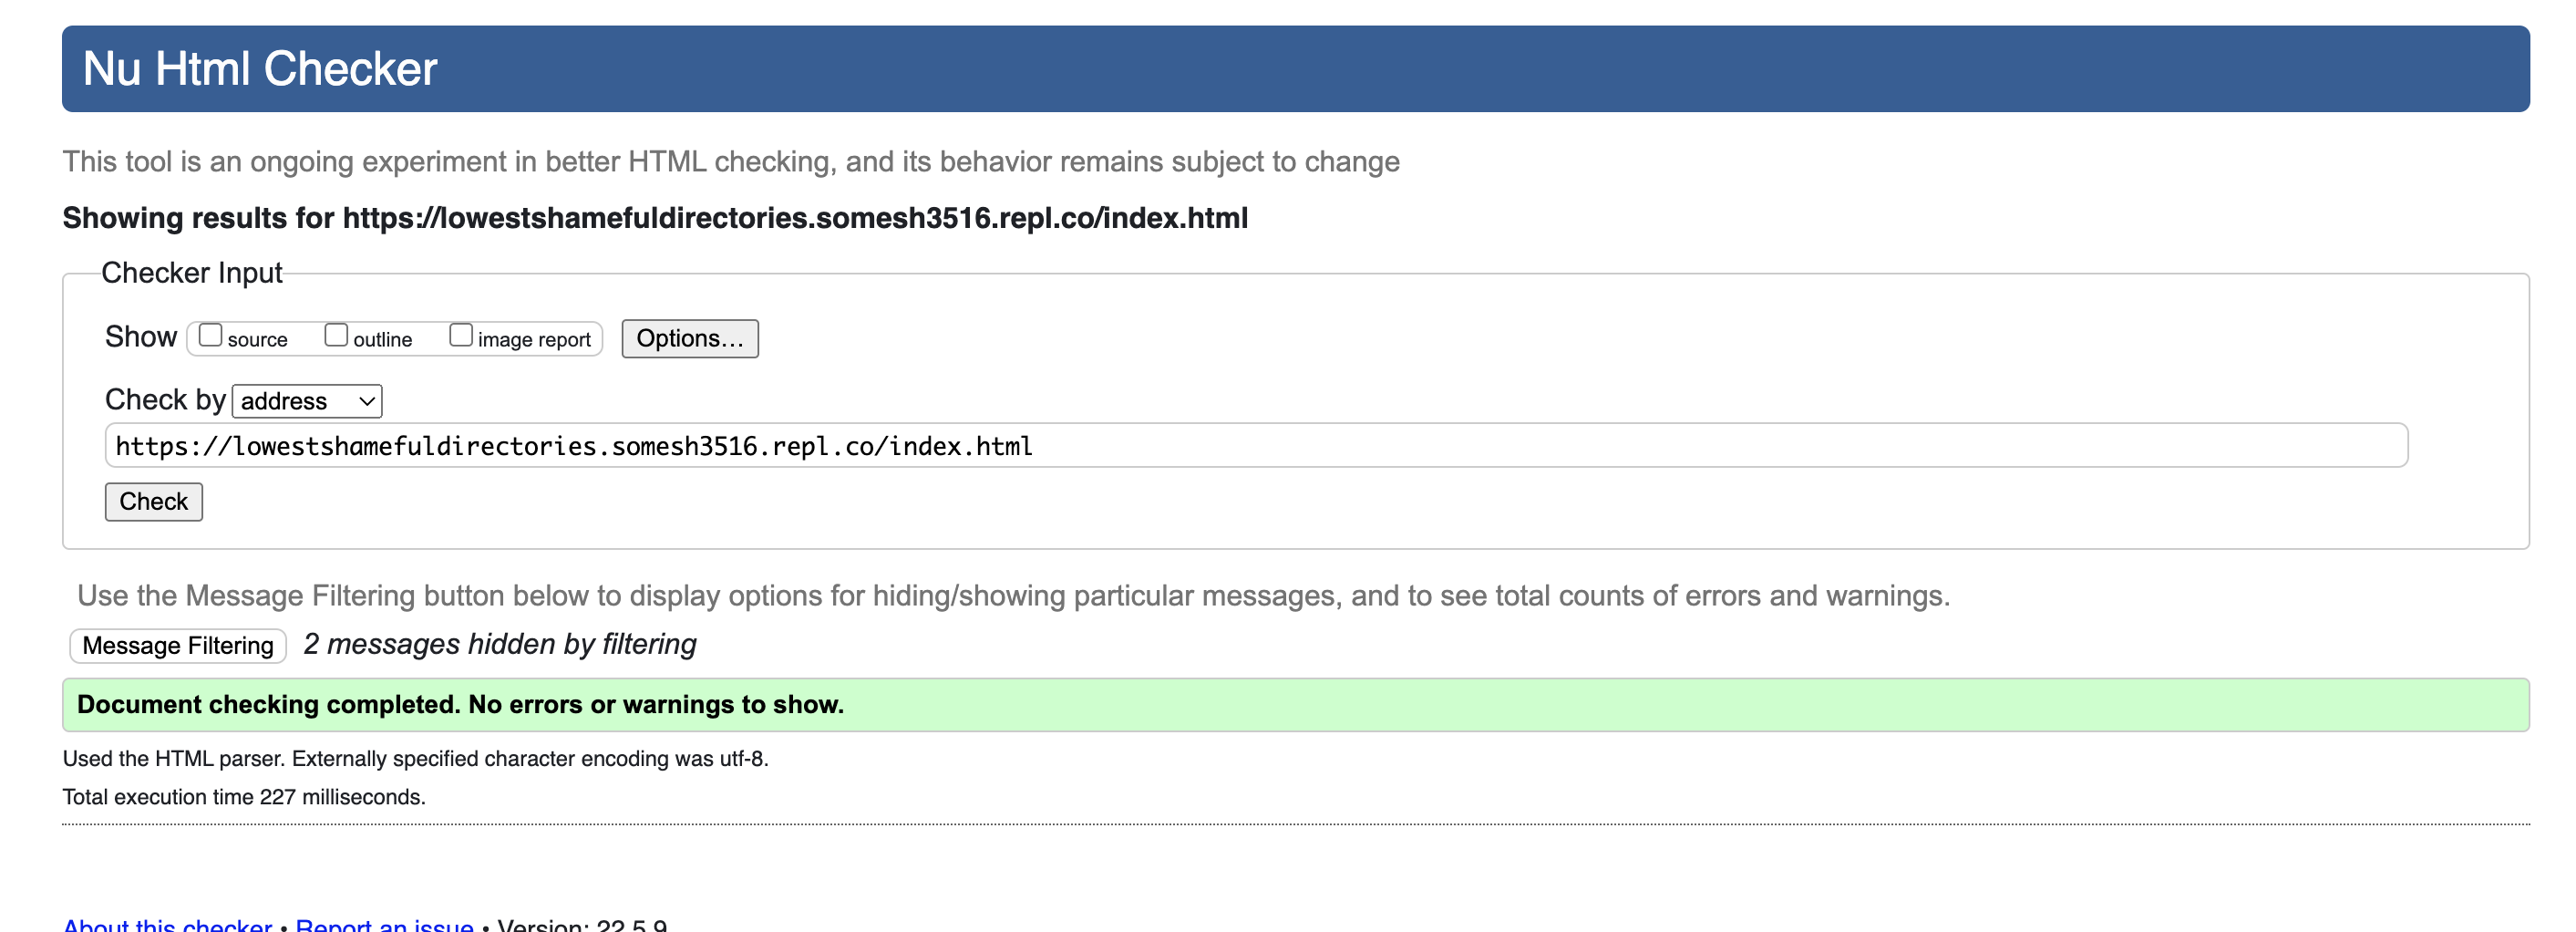 Nu Html Checker
This tool is an ongoing experiment in better HTML checking, and its behavior remains subject to change
Showing results for https://lowestshamefuldirectories.somesh3516.repl.co/index.html
Checker Input
Show source outline image report Options...
Check by address
https://lowestshamefuldirectories.somesh3516.repl.co/index.html
Check
Use the Message Filtering button below to display options for hiding/showing particular messages, and to see total counts of errors and warnings.
Message Filtering 2 messages hidden by filtering
Document checking completed. No errors or warnings to show.
Used the HTML parser. Externally specified character encoding was utf-8.
Total execution time 227 milliseconds.
About this checker • Report an issue • Version: 22.5.9